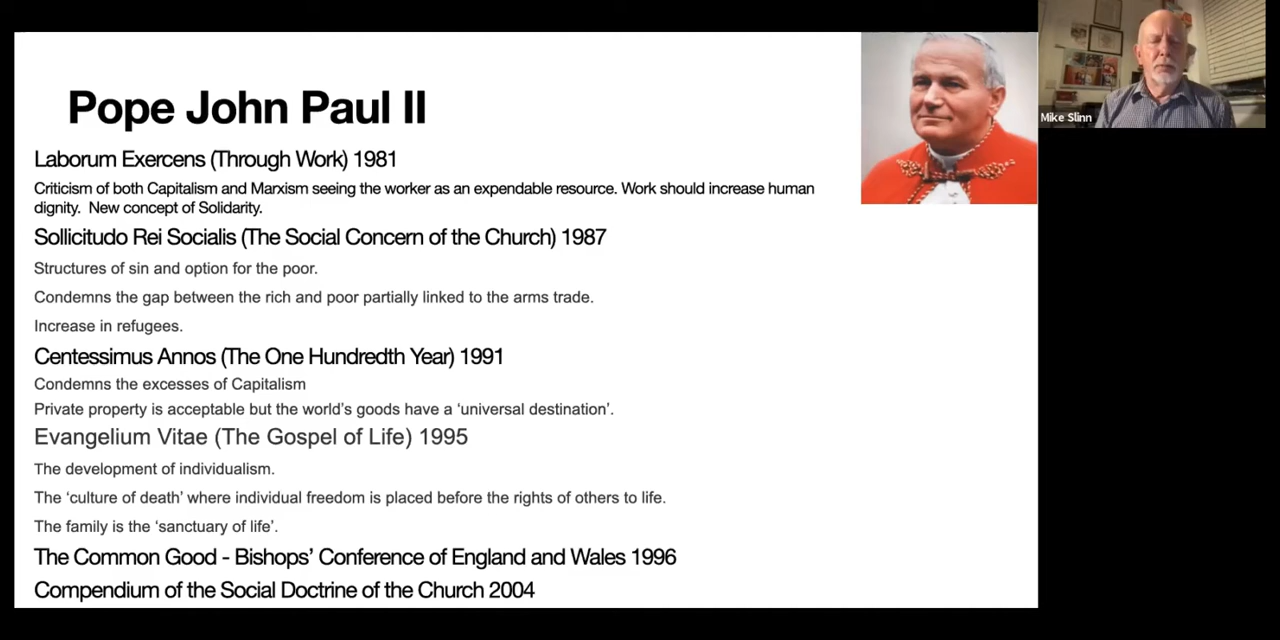 Pope John Paul II
Laborum Exercens (Through Work) 1981
Criticism of both Capitalism and Marxism seeing the worker as an expendable resource. Work should increase human
dignity. New concept of Solidarity.
Sollicitudo Rei Socialis (The Social Concern of the Church) 1987
Structures of sin and option for the poor.
Condemns the gap between the rich and poor partially linked to the arms trade.
Increase in refugees.
Centessimus Annos (The One Hundredth Year) 1991
Condemns the excesses of Capitalism
Private property is acceptable but the world's goods have a 'universal destination'.
Evangelium Vitae (The Gospel of Life) 1995
The development of individualism.
The 'culture of death' where individual freedom is placed before the rights of others to life.
The family is the 'sanctuary of life'.
The Common Good - Bishops' Conference of England and Wales 1996
Compendium of the Social Doctrine of the Church 2004
Mike Slinn